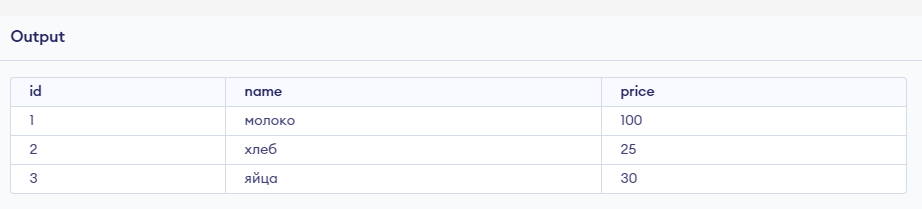 Output
id name price
1 молоко 100
2 хлеб 25
3 яйца 30